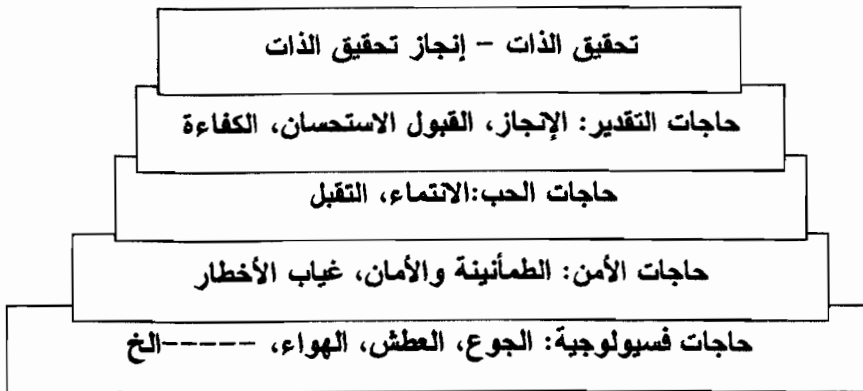 تحقيق الذات – إنجاز تحقيق الذات
حاجات التقدير: الإنجاز، القبول الاستحسان، الكفاءة
حاجات الحب:الانتماء، التقبل
حاجات الأمن: الطمأنينة والأمان، غياب الأخطار
حاجات فسيولوجية: الجوع، العطش، الهواء، -----الخ